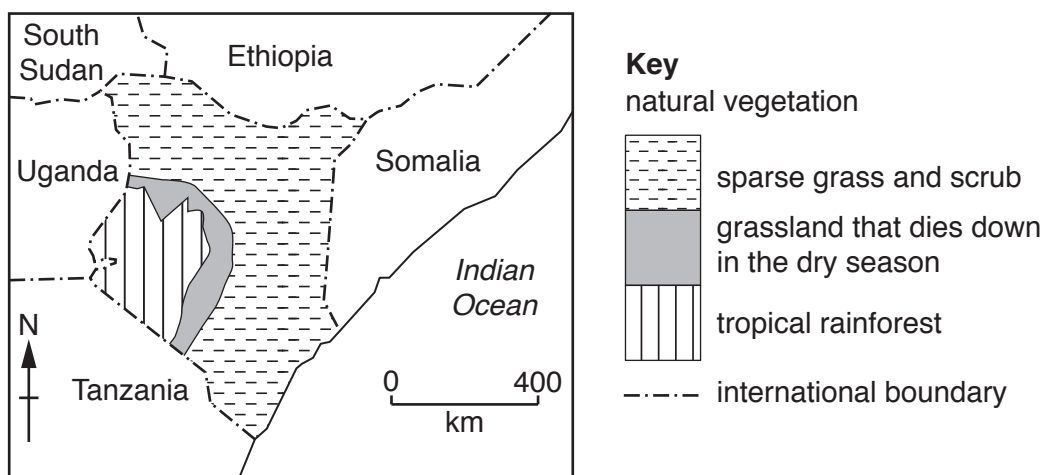 South
Sudan
Ethiopia
Uganda
Somalia
Indian
Ocean
N
Tanzania
0 400
km
Key
natural vegetation
sparse grass and scrub
grassland that dies down
in the dry season
tropical rainforest
international boundary